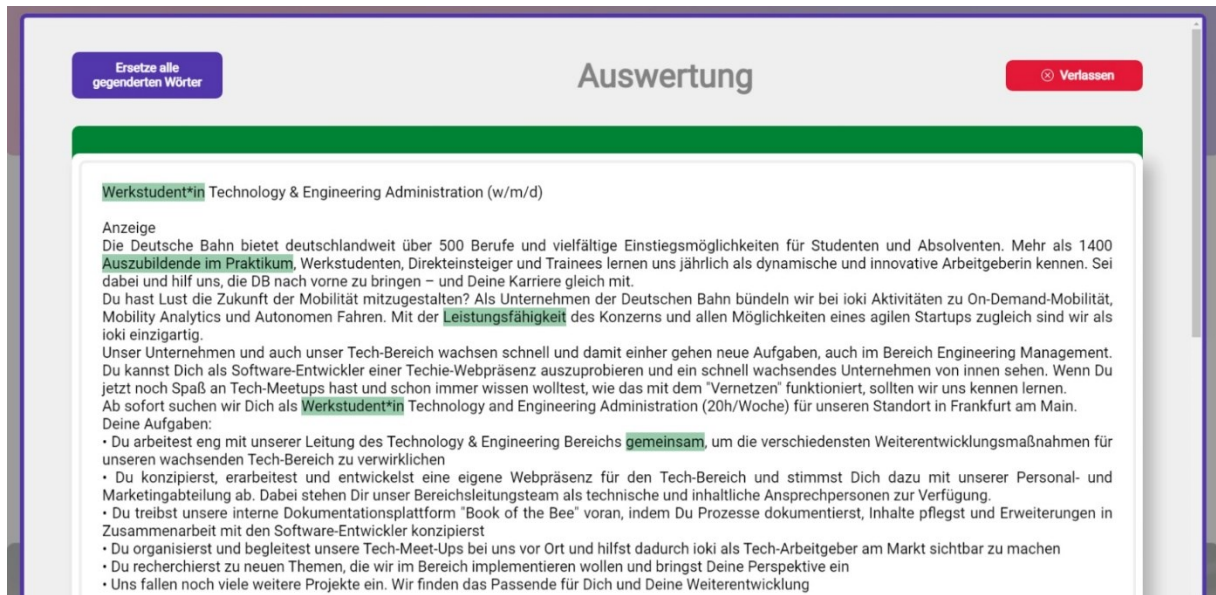 Ersetze alle
gegenderten Wörter
Auswertung
Verlassen
Werkstudent*in Technology & Engineering Administration (w/m/d)
Anzeige
Die Deutsche Bahn bietet deutschlandweit über 500 Berufe und vielfältige Einstiegsmöglichkeiten für Studenten und Absolventen. Mehr als 1400
Auszubildende im Praktikum, Werkstudenten, Direkteinsteiger und Trainees lernen uns jährlich als dynamische und innovative Arbeitgeberin kennen. Sei
dabei und hilf uns, die DB nach vorne zu bringen – und Deine Karriere gleich mit.
Du hast Lust die Zukunft der Mobilität mitzugestalten? Als Unternehmen der Deutschen Bahn bündeln wir bei ioki Aktivitäten zu On-Demand-Mobilität,
Mobility Analytics und Autonomen Fahren. Mit der Leistungsfähigkeit des Konzerns und allen Möglichkeiten eines agilen Startups zugleich sind wir als
ioki einzigartig.
Unser Unternehmen und auch unser Tech-Bereich wachsen schnell und damit einher gehen neue Aufgaben, auch im Bereich Engineering Management.
Du kannst Dich als Software-Entwickler einer Techie-Webpräsenz auszuprobieren und ein schnell wachsendes Unternehmen von innen sehen. Wenn Du
jetzt noch Spaß an Tech-Meetups hast und schon immer wissen wolltest, wie das mit dem "Vernetzen" funktioniert, sollten wir uns kennen lernen.
Ab sofort suchen wir Dich als Werkstudent*in Technology and Engineering Administration (20h/Woche) für unseren Standort in Frankfurt am Main.
Deine Aufgaben:
• Du arbeitest eng mit unserer Leitung des Technology & Engineering Bereichs gemeinsam, um die verschiedensten Weiterentwicklungsmaßnahmen für
unseren wachsenden Tech-Bereich zu verwirklichen
• Du konzipierst, erarbeitest und entwickelst eine eigene Webpräsenz für den Tech-Bereich und stimmst Dich dazu mit unserer Personal- und
Marketingabteilung ab. Dabei stehen Dir unser Bereichsleitungsteam als technische und inhaltliche Ansprechpersonen zur Verfügung.
• Du treibst unsere interne Dokumentationsplattform "Book of the Bee" voran, indem Du Prozesse dokumentierst, Inhalte pflegst und Erweiterungen in
Zusammenarbeit mit den Software-Entwickler konzipierst
• Du organisierst und begleitest unsere Tech-Meet-Ups bei uns vor Ort und hilfst dadurch ioki als Tech-Arbeitgeber am Markt sichtbar zu machen
• Du recherchierst zu neuen Themen, die wir im Bereich implementieren wollen und bringst Deine Perspektive ein
• Uns fallen noch viele weitere Projekte ein. Wir finden das Passende für Dich und Deine Weiterentwicklung